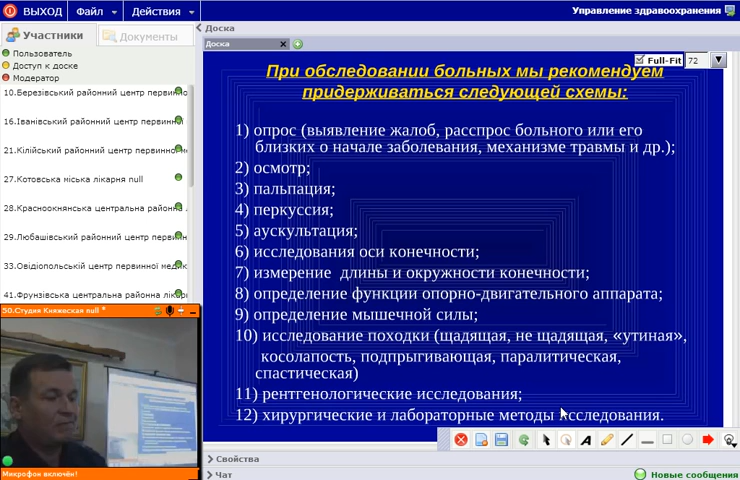 ВЫХОД
Файл
Действия
Управление здравоохранения
Участники
Документы
Пользователь
Доступ к доске
Модератор
10.Березівський районний центр первинно
16.Іванівський районний центр первинної
21.Кілійський районний центр первинної м
27.Котовська міська лікарня null
28.Красноокнянська центральна районна
29.Любашівський районний центр первинн
33.Овідіопольській центр первинної медик
41.Фрунзівська центральна районна лікар
50.Студия Княжеская null *
Микрофон включён!
Доска
Доска
Full-Fit
72
При обследовании больных мы рекомендуем
придерживаться следующей схемы:
1) опрос (выявление жалоб, расспрос больного или его
близких о начале заболевания, механизме травмы и др.);
2) осмотр;
3) пальпация;
4) перкуссия;
5) аускультация;
6) исследования оси конечности;
7) измерение длины и окружности конечности;
8) определение функции опорно-двигательного аппарата;
9) определение мышечной силы;
10) исследование походки (щадящая, не щадящая, «утиная»,
косолапость, подпрыгивающая, паралитическая,
спастическая)
11) рентгенологические исследования;
12) хирургические и лабораторные методы исследования.
A
Свойства
Чат
Новые сообщения